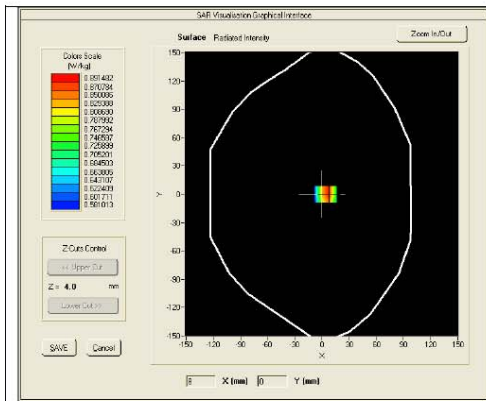 SAR Visualisation Graphical Interface
Surface Radiated Intensity
Zoom In/Out
Colors Scale
(W/kg)
0.891482
0.870784
0.850086
0.829388
0.808690
0.787992
0.767294
0.746597
0.725899
0.705201
0.684503
0.663805
0.643107
0.622409
0.601711
0.581013
Z Cuts Control
<< Upper Cut
Z = 4.0 mm
Lower Cut >>
SAVE Cancel
150
120
90
60
30
0
-30
-60
-90
-120
-150
Y
-150 -120 -90 -60 -30 0 30 60 90 120 150
X
8 X (mm) 0 Y (mm)